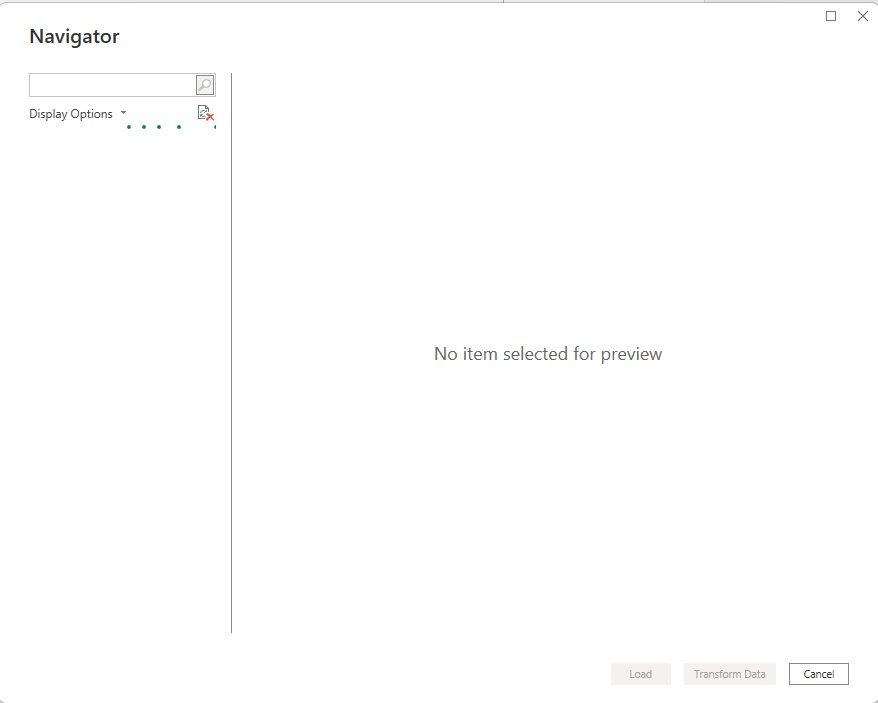 Navigator
Display Options
No item selected for preview
Load
Transform Data
Cancel